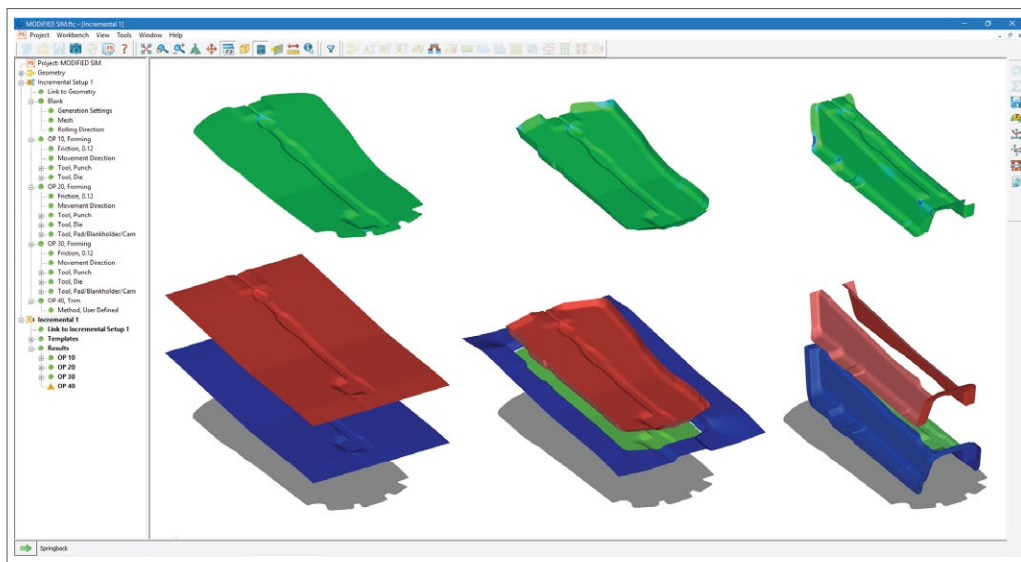 MODIFIED SIM.ftc - [Incremental 1]
Project Workbench View Tools Window Help
Project: MODIFIED SIM
Geometry
Incremental Setup 1
Link to Geometry
Blank
Generation Settings
Mesh
Rolling Direction
OP 10, Forming
Friction, 0.12
Movement Direction
Tool, Punch
Tool, Die
OP 20, Forming
Friction, 0.12
Movement Direction
Tool, Punch
Tool, Die
Tool, Pad/Blankholder/Cam
OP 30, Forming
Friction, 0.12
Movement Direction
Tool, Punch
Tool, Die
Tool, Pad/Blankholder/Cam
OP 40, Trim
Method, User Defined
Incremental 1
Link to Incremental Setup 1
Templates
Results
OP 10
OP 20
OP 30
OP 40
Springback